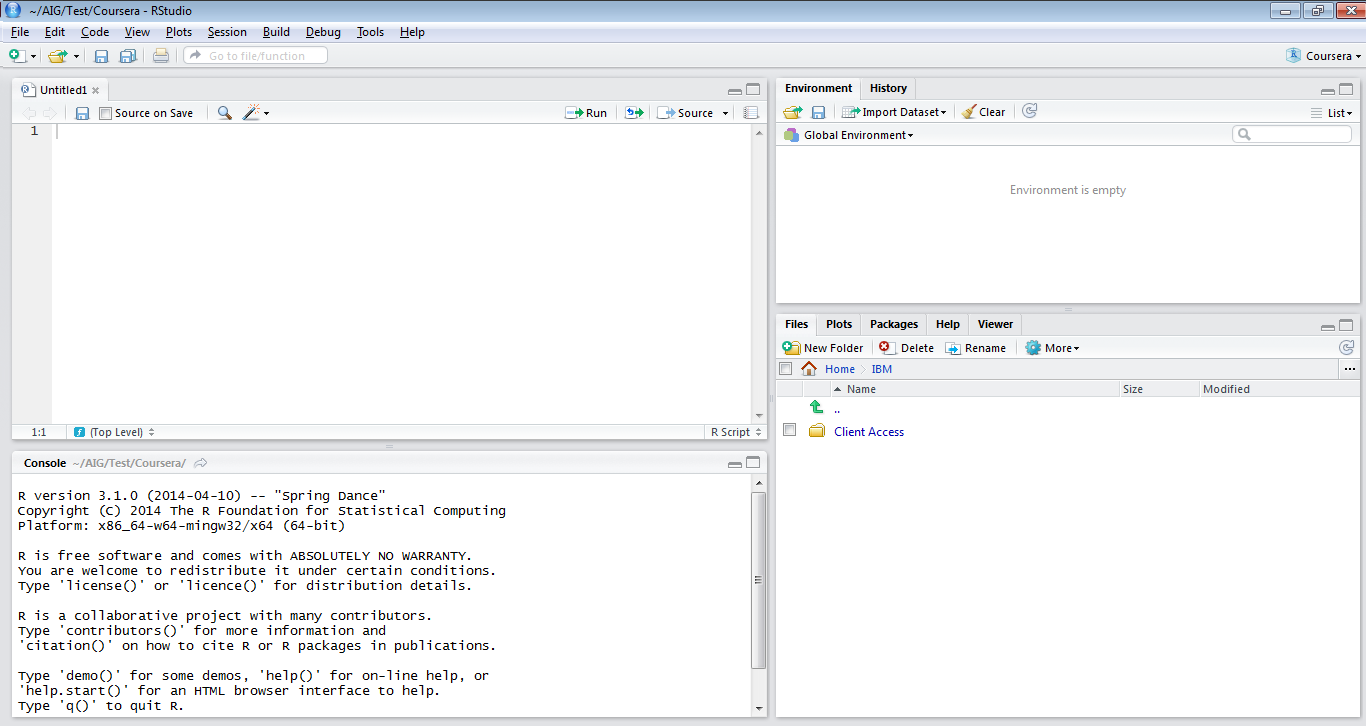 ~/AIG/Test/Coursera - RStudio
File Edit Code View Plots Session Build Debug Tools Help
Go to file/function
Coursera
Untitled1
Source on Save
Run
Source
1
1:1
(Top Level)
R Script
Console ~/AIG/Test/Coursera/
R version 3.1.0 (2014-04-10) -- "Spring Dance"
Copyright (C) 2014 The R Foundation for Statistical Computing
Platform: x86_64-w64-mingw32/x64 (64-bit)
R is free software and comes with ABSOLUTELY NO WARRANTY.
You are welcome to redistribute it under certain conditions.
Type 'license()' or 'licence()' for distribution details.
R is a collaborative project with many contributors.
Type 'contributors()' for more information and
'citation()' on how to cite R or R packages in publications.
Type 'demo()' for some demos, 'help()' for on-line help, or
'help.start()' for an HTML browser interface to help.
Type 'q()' to quit R.
Environment History
Import Dataset Clear
List
Global Environment
Environment is empty
Files Plots Packages Help Viewer
New Folder Delete Rename More
Home IBM
...
Name Size Modified
..
Client Access